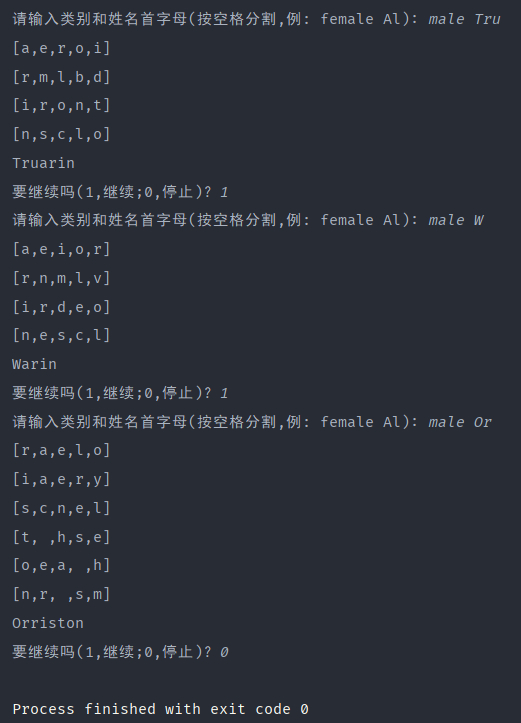 请输入类别和姓名首字母(按空格分割,例: female Al): male Tru
[a,e,r,o,i]
[r,m,l,b,d]
[i,r,o,n,t]
[n,s,c,l,o]
Truarin
要继续吗(1,继续;0,停止)? 1
请输入类别和姓名首字母(按空格分割,例: female Al): male W
[a,e,i,o,r]
[r,n,m,l,v]
[i,r,d,e,o]
[n,e,s,c,l]
Warin
要继续吗(1,继续;0,停止)? 1
请输入类别和姓名首字母(按空格分割,例: female Al): male Or
[r,a,e,l,o]
[i,a,e,r,y]
[s,c,n,e,l]
[t, ,h,s,e]
[o,e,a, ,h]
[n,r, ,s,m]
Orriston
要继续吗(1,继续;0,停止)? 0
Process finished with exit code 0